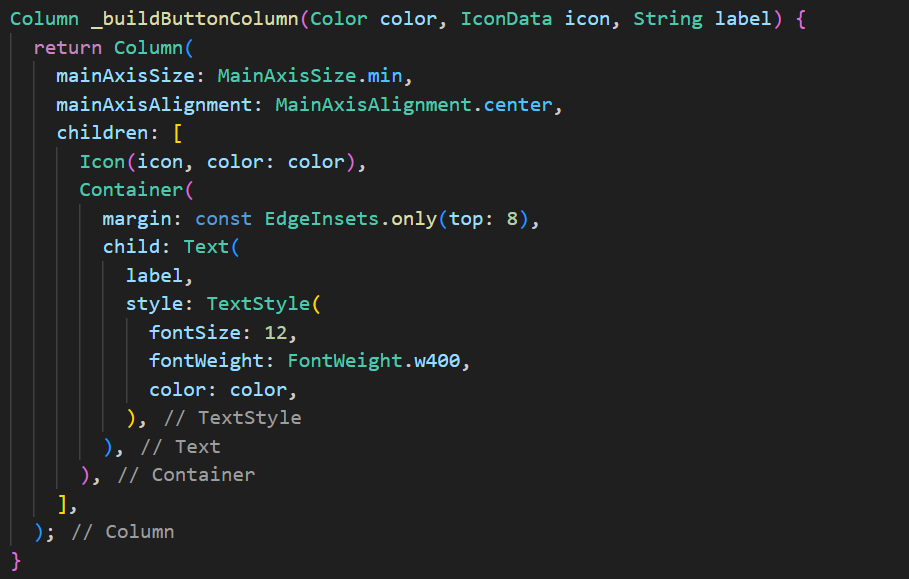 Column _buildButtonColumn(Color color, IconData icon, String label) {
  return Column(
    mainAxisSize: MainAxisSize.min,
    mainAxisAlignment: MainAxisAlignment.center,
    children: [
      Icon(icon, color: color),
      Container(
        margin: const EdgeInsets.only(top: 8),
        child: Text(
          label,
          style: TextStyle(
            fontSize: 12,
            fontWeight: FontWeight.w400,
            color: color,
          ), // TextStyle
        ), // Text
      ), // Container
    ],
  ); // Column
}